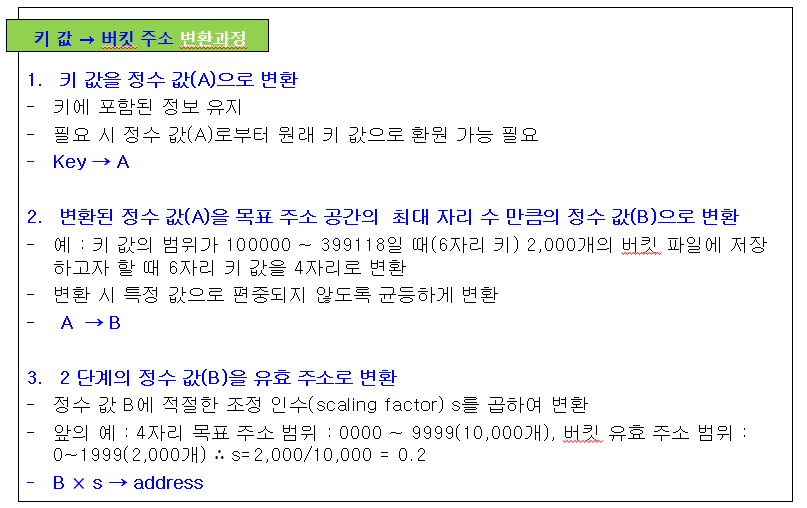 키 값 → 버킷 주소 변환과정
1. 키 값을 정수 값(A)으로 변환
- 키에 포함된 정보 유지
- 필요 시 정수 값(A)로부터 원래 키 값으로 환원 가능 필요
- Key → A
2. 변환된 정수 값(A)을 목표 주소 공간의 최대 자리 수 만큼의 정수 값(B)으로 변환
- 예 : 키 값의 범위가 100000 ~ 399118일 때(6자리 키) 2,000개의 버킷 파일에 저장
하고자 할 때 6자리 키 값을 4자리로 변환
- 변환 시 특정 값으로 편중되지 않도록 균등하게 변환
- A → B
3. 2 단계의 정수 값(B)을 유효 주소로 변환
- 정수 값 B에 적절한 조정 인수(scaling factor) s를 곱하여 변환
- 앞의 예 : 4자리 목표 주소 범위 : 0000 ~ 9999(10,000개), 버킷 유효 주소 범위 :
0~1999(2,000개) ∴ s=2,000/10,000 = 0.2
- B × s → address